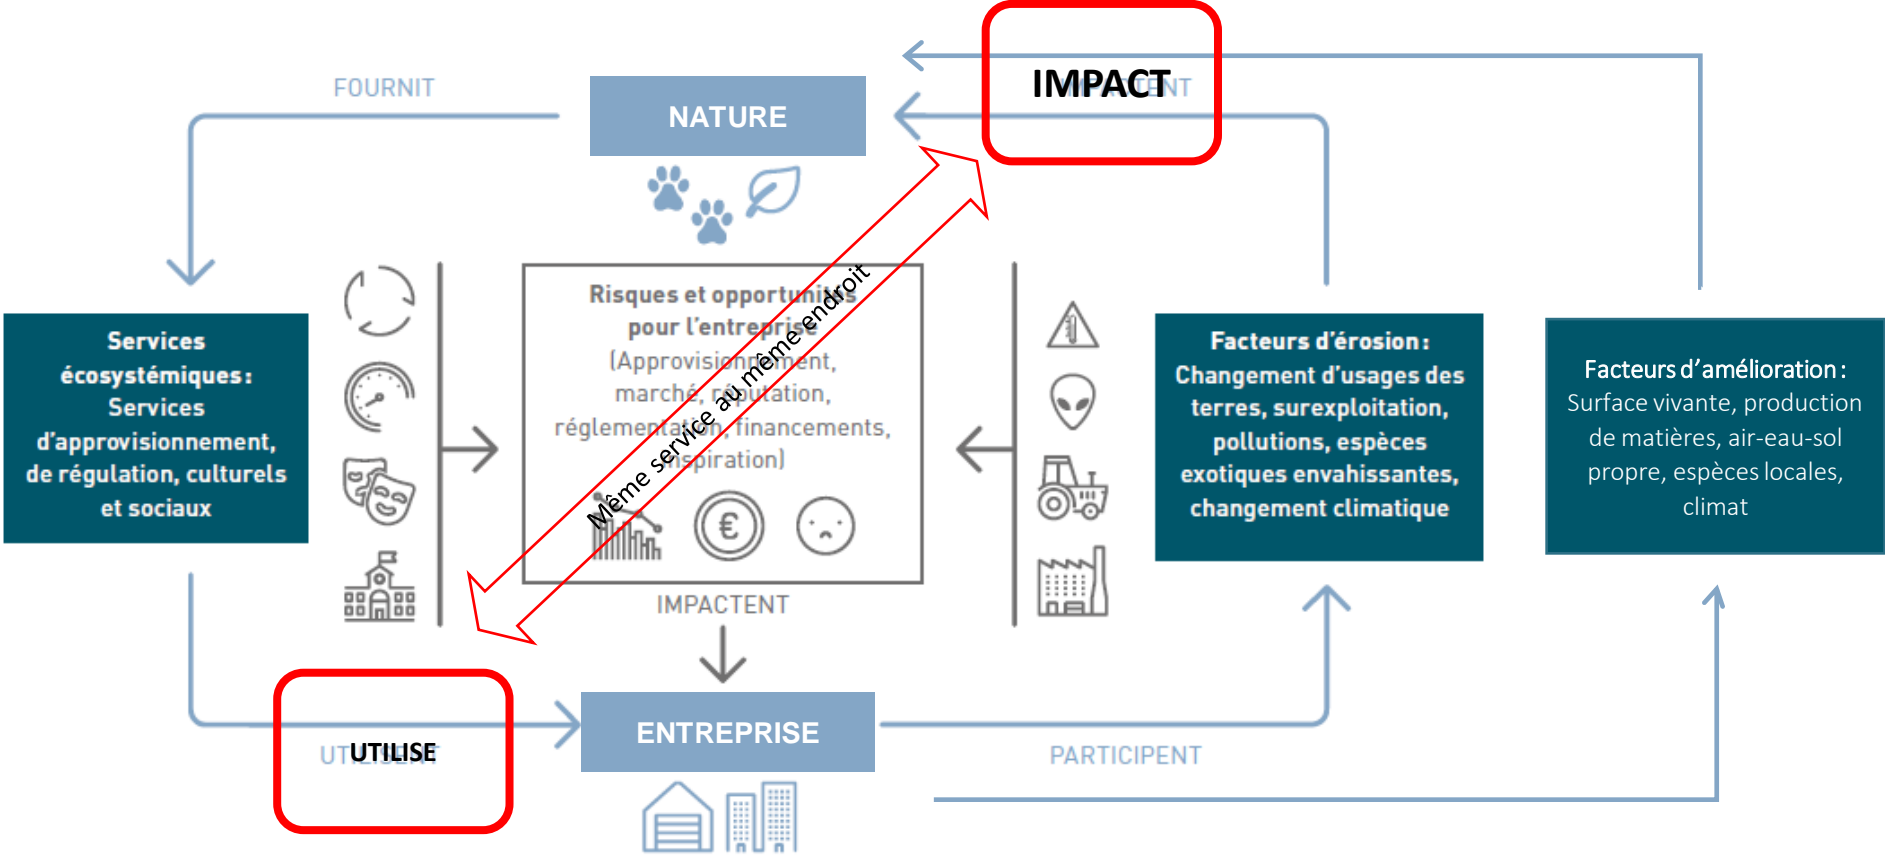 FOURNIT
NATURE
IMPACTENT
IMPACT
Services
écosystémiques :
Services
d'approvisionnement,
de régulation, culturels
et sociaux
Risques et opportunités
pour l'entreprise
(Approvisionnement,
marché, réputation,
réglementation, financements,
inspiration)
€
Même service au même endroit
Facteurs d'érosion :
Changement d'usages des
terres, surexploitation,
pollutions, espèces
exotiques envahissantes,
changement climatique
Facteurs d'amélioration :
Surface vivante, production
de matières, air-eau-sol
propre, espèces locales,
climat
IMPACTENT
UTILISENT
UTILISE
ENTREPRISE
PARTICIPENT